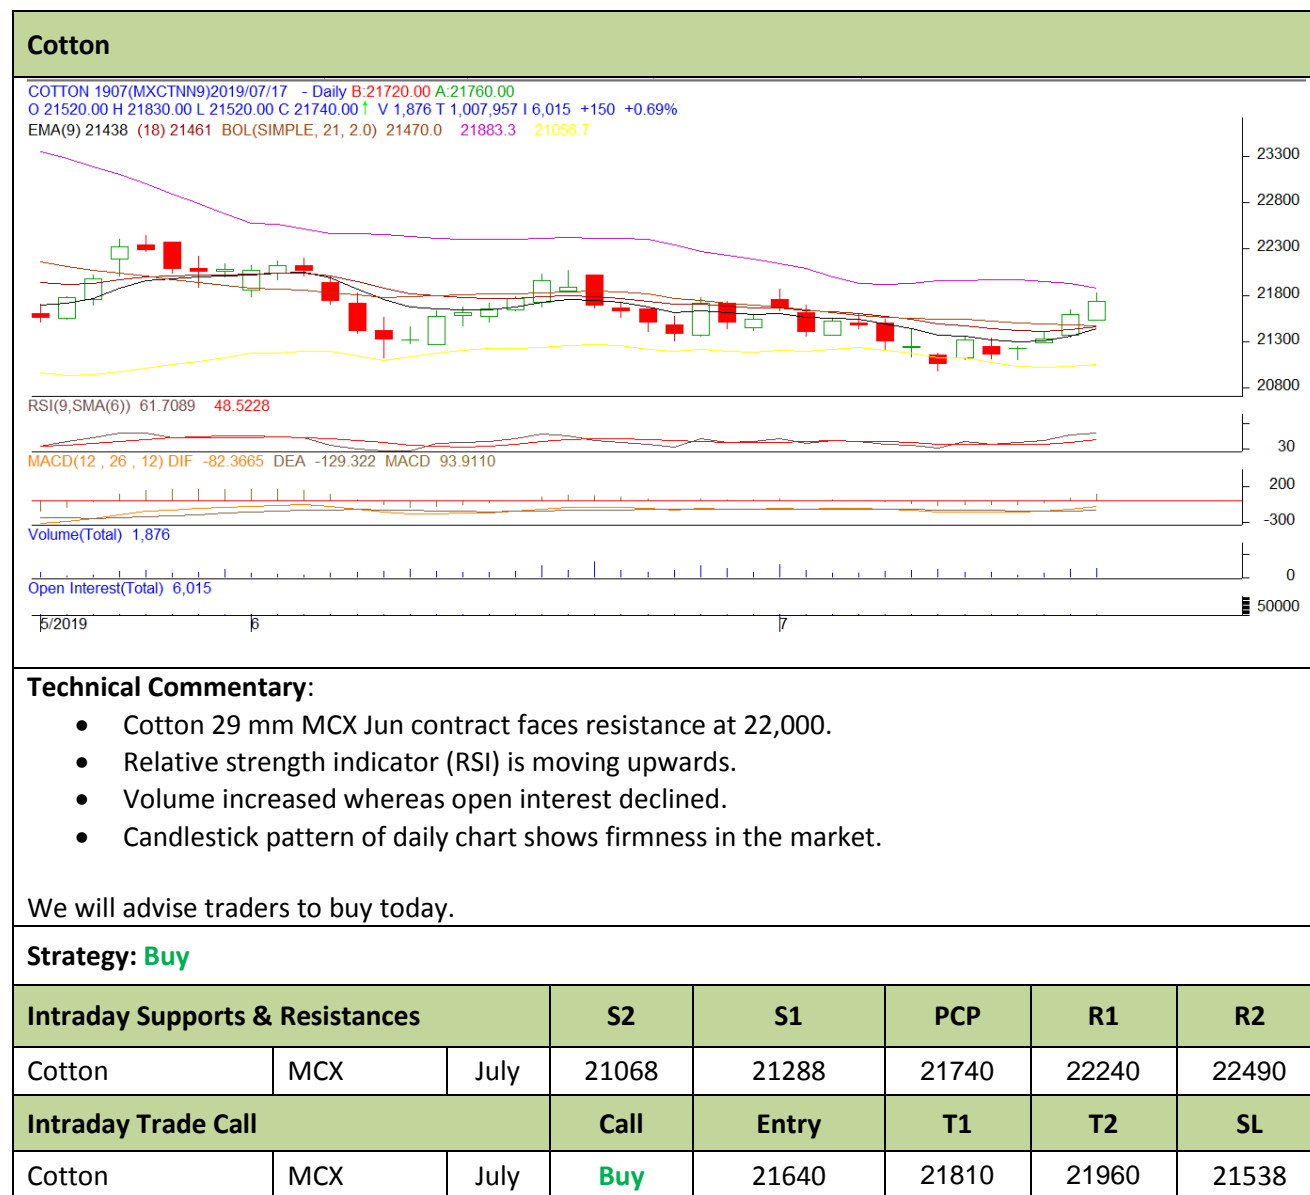 Cotton
COTTON 1907(MXCTNN9)2019/07/17 - Daily B:21720.00 A:21760.00
O 21520.00 H 21830.00 L 21520.00 C 21740.00↑ V 1,876 T 1,007,957 I 6,015 +150 +0.69%
EMA(9) 21438 (18) 21461 BOL(SIMPLE, 21, 2.0) 21470.0 21883.3 21056.7
23300
22800
22300
21800
21300
20800
RSI(9,SMA(6)) 61.7089 48.5228
30
MACD(12 , 26 , 12) DIF -82.3665 DEA -129.322 MACD 93.9110
200
-300
Volume(Total) 1,876
0
Open Interest(Total) 6,015
50000
5/2019 6 7
Technical Commentary:
• Cotton 29 mm MCX Jun contract faces resistance at 22,000.
• Relative strength indicator (RSI) is moving upwards.
• Volume increased whereas open interest declined.
• Candlestick pattern of daily chart shows firmness in the market.
We will advise traders to buy today.
Strategy: Buy
Intraday Supports & Resistances S2 S1 PCP R1 R2
Cotton MCX July 21068 21288 21740 22240 22490
Intraday Trade Call Call Entry T1 T2 SL
Cotton MCX July Buy 21640 21810 21960 21538